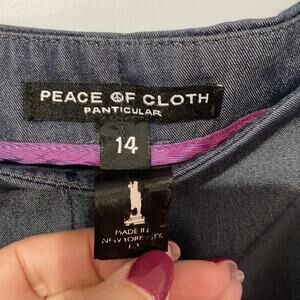 PEACE OF CLOTH
PANTICULAR
14
MADE IN
NEW YORK CITY